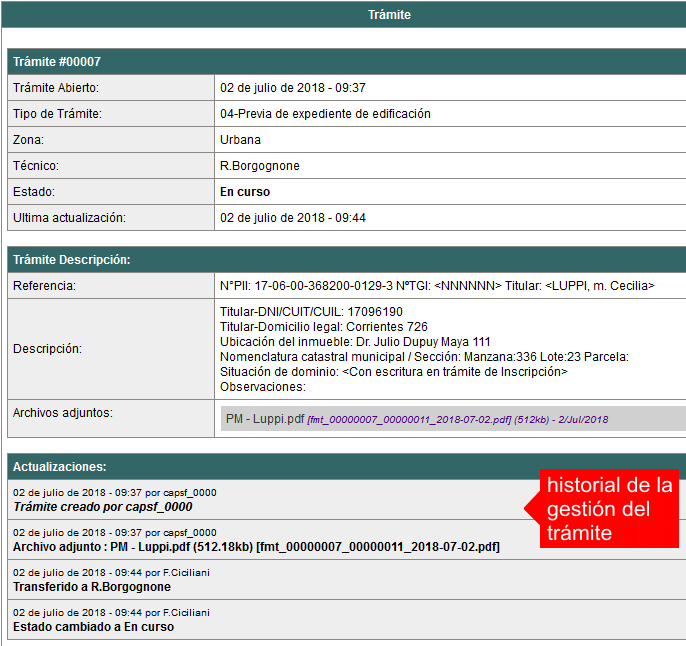 Trámite
Trámite #00007
Trámite Abierto: 02 de julio de 2018 - 09:37
Tipo de Trámite: 04-Previa de expediente de edificación
Zona: Urbana
Técnico: R.Borgognone
Estado: En curso
Ultima actualización: 02 de julio de 2018 - 09:44
Trámite Descripción:
Referencia: N°PII: 17-06-00-368200-0129-3 NºTGI: <NNNNNN> Titular: <LUPPI, m. Cecilia>
Descripción:
Titular-DNI/CUIT/CUIL: 17096190
Titular-Domicilio legal: Corrientes 726
Ubicación del inmueble: Dr. Julio Dupuy Maya 111
Nomenclatura catastral municipal / Sección: Manzana:336 Lote:23 Parcela:
Situación de dominio: <Con escritura en trámite de Inscripción>
Observaciones:
Archivos adjuntos: PM - Luppi.pdf [fmt_00000007_00000011_2018-07-02.pdf] (512kb) - 2/Jul/2018
Actualizaciones:
02 de julio de 2018 - 09:37 por capsf_0000
Trámite creado por capsf_0000
02 de julio de 2018 - 09:37 por capsf_0000
Archivo adjunto : PM - Luppi.pdf (512.18kb) [fmt_00000007_00000011_2018-07-02.pdf]
02 de julio de 2018 - 09:44 por F.Ciciliani
Transferido a R.Borgognone
02 de julio de 2018 - 09:44 por F.Ciciliani
Estado cambiado a En curso
historial de la
gestión del
trámite